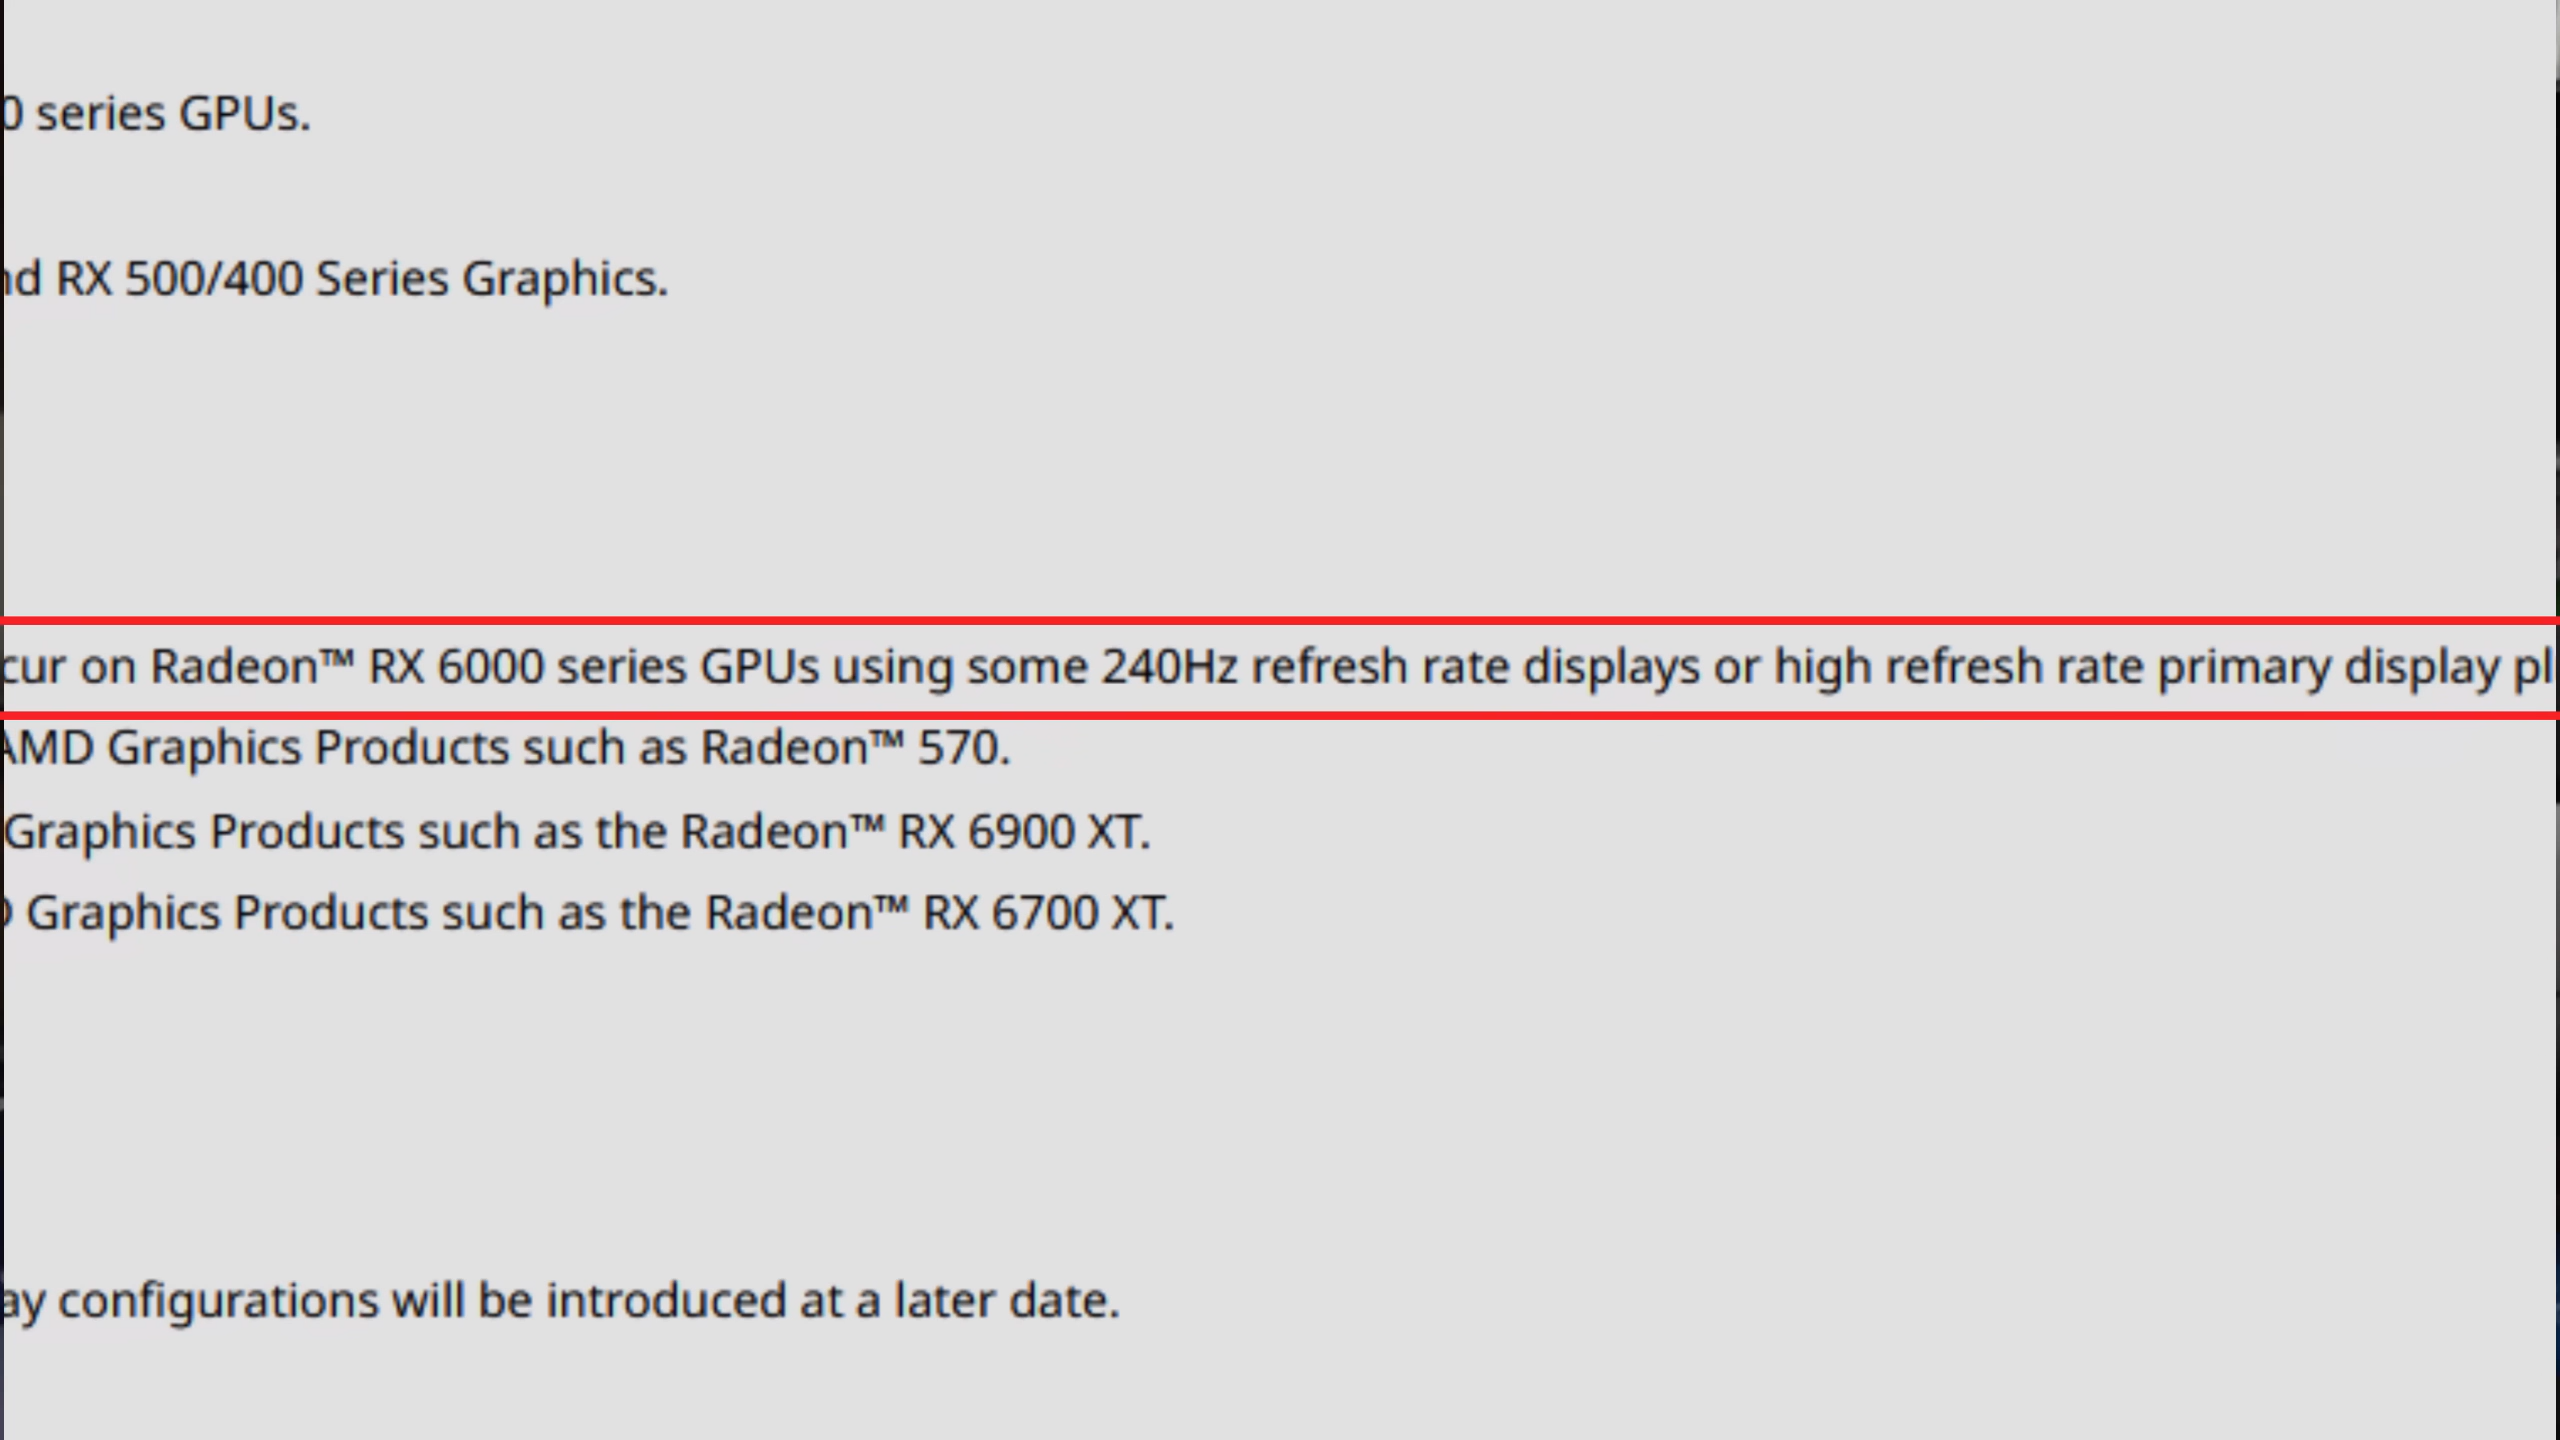 0 series GPUs.
nd RX 500/400 Series Graphics.
cur on Radeon™ RX 6000 series GPUs using some 240Hz refresh rate displays or high refresh rate primary display pl
AMD Graphics Products such as Radeon™ 570.
Graphics Products such as the Radeon™ RX 6900 XT.
D Graphics Products such as the Radeon™ RX 6700 XT.
ay configurations will be introduced at a later date.